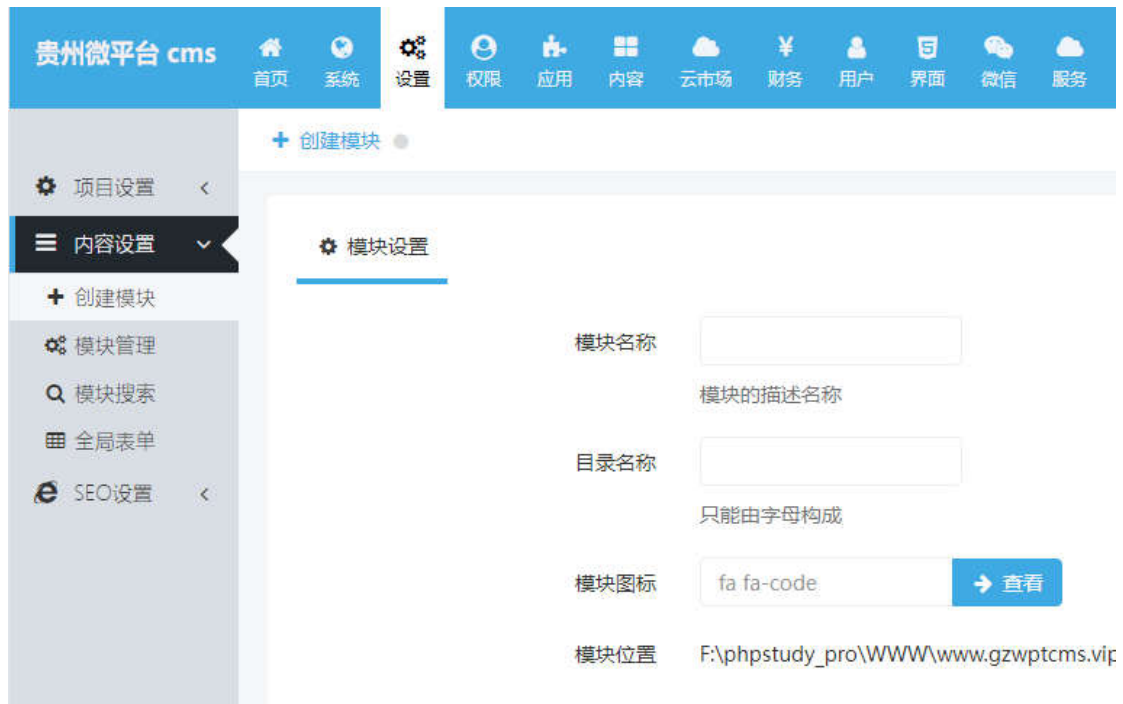 贵州微平台 cms
首页 系统 设置 权限 应用 内容 云市场 财务 用户 界面 微信 服务
创建模块
项目设置
内容设置
创建模块
模块管理
模块搜索
全局表单
SEO设置
模块设置
模块名称
模块的描述名称
目录名称
只能由字母构成
模块图标 fa fa-code 查看
模块位置 F:\phpstudy_pro\WWW\www.gzwptcms.vip